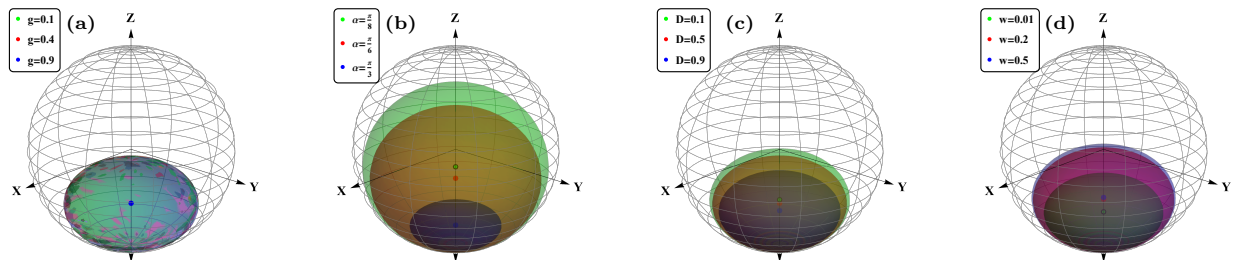 (a)
g=0.1
g=0.4
g=0.9
Z
X
Y
(b)
α=π/8
α=π/6
α=π/3
Z
X
Y
(c)
D=0.1
D=0.5
D=0.9
Z
X
Y
(d)
w=0.01
w=0.2
w=0.5
Z
X
Y